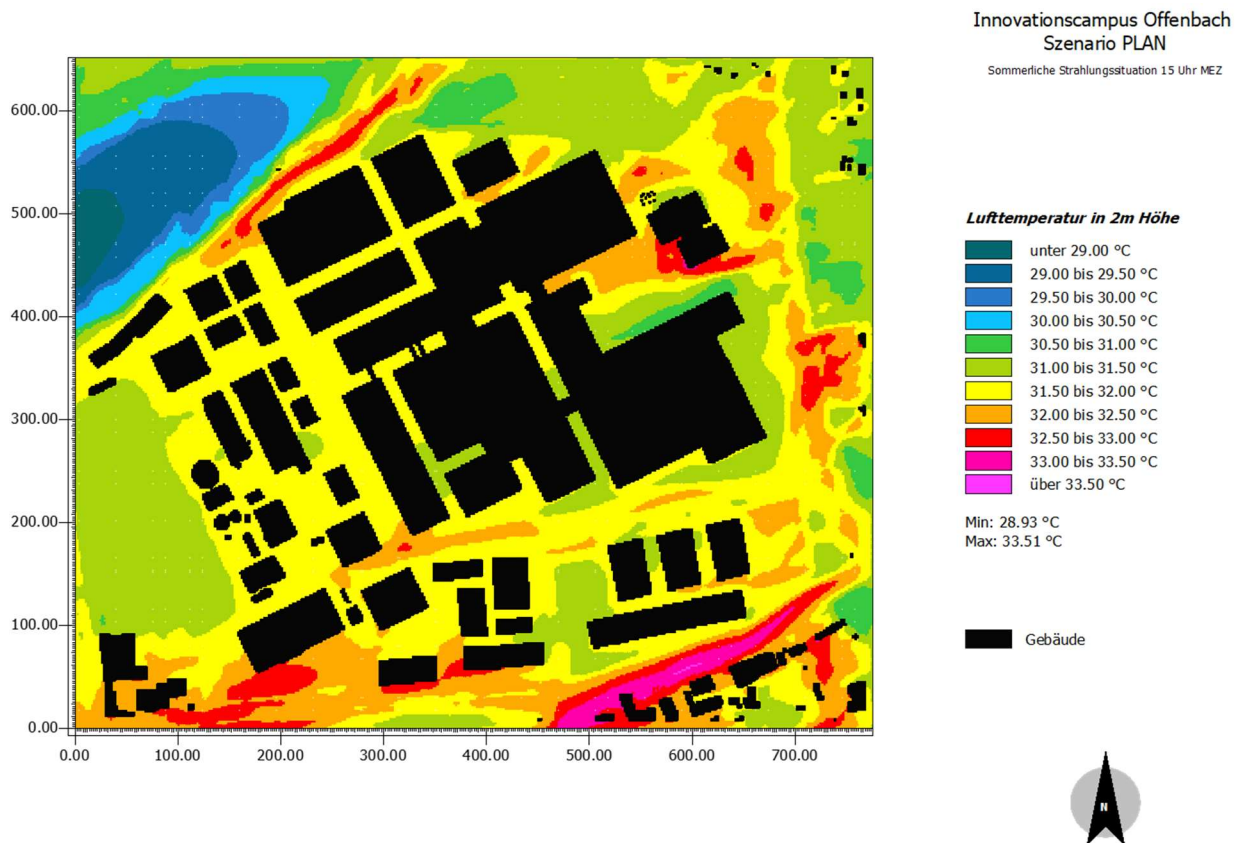 Innovationscampus Offenbach
Szenario PLAN
Sommerliche Strahlungssituation 15 Uhr MEZ
600.00
500.00
400.00
300.00
200.00
100.00
0.00
0.00 100.00 200.00 300.00 400.00 500.00 600.00 700.00
Lufttemperatur in 2m Höhe
unter 29.00 °C
29.00 bis 29.50 °C
29.50 bis 30.00 °C
30.00 bis 30.50 °C
30.50 bis 31.00 °C
31.00 bis 31.50 °C
31.50 bis 32.00 °C
32.00 bis 32.50 °C
32.50 bis 33.00 °C
33.00 bis 33.50 °C
über 33.50 °C
Min: 28.93 °C
Max: 33.51 °C
Gebäude
N